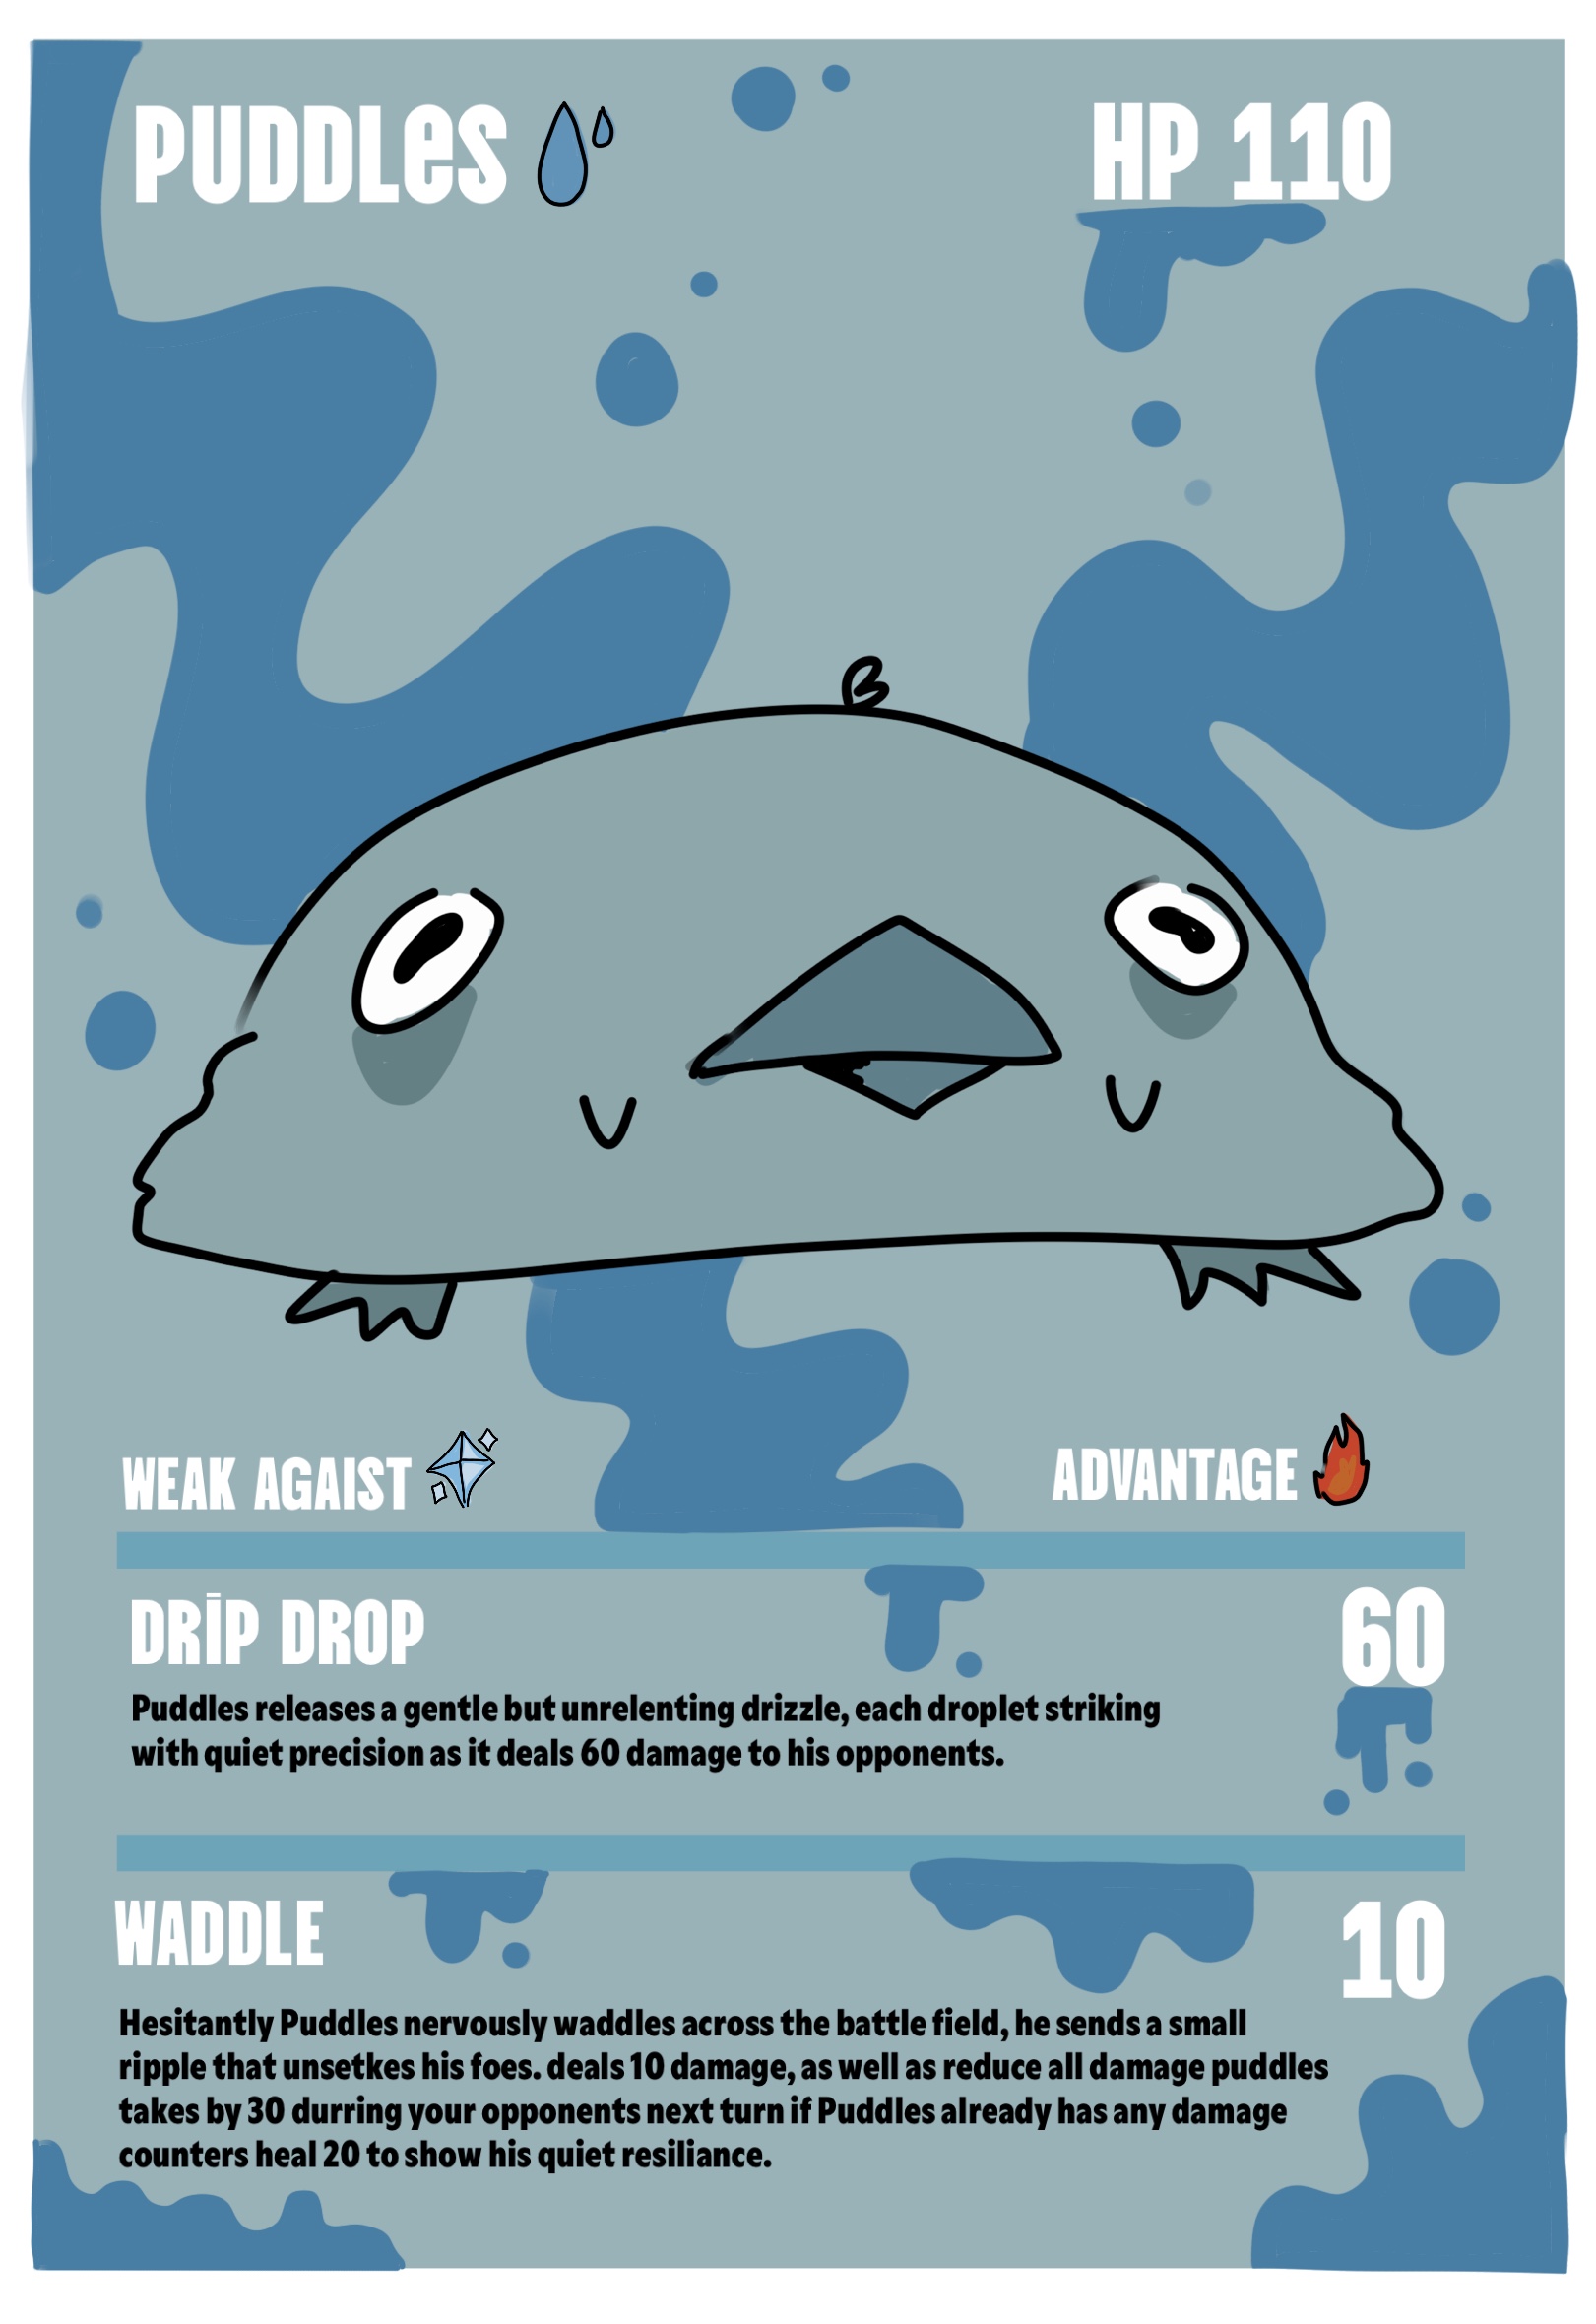 PUDDLeS
HP 110
WEAK AGAIST
ADVANTAGE
DRİP DROP
60
Puddles releases a gentle but unrelenting drizzle, each droplet striking
with quiet precision as it deals 60 damage to his opponents.
WADDLE
10
Hesitantly Puddles nervously waddles across the battle field, he sends a small
ripple that unsetkes his foes. deals 10 damage, as well as reduce all damage puddles
takes by 30 durring your opponents next turn if Puddles already has any damage
counters heal 20 to show his quiet resiliance.